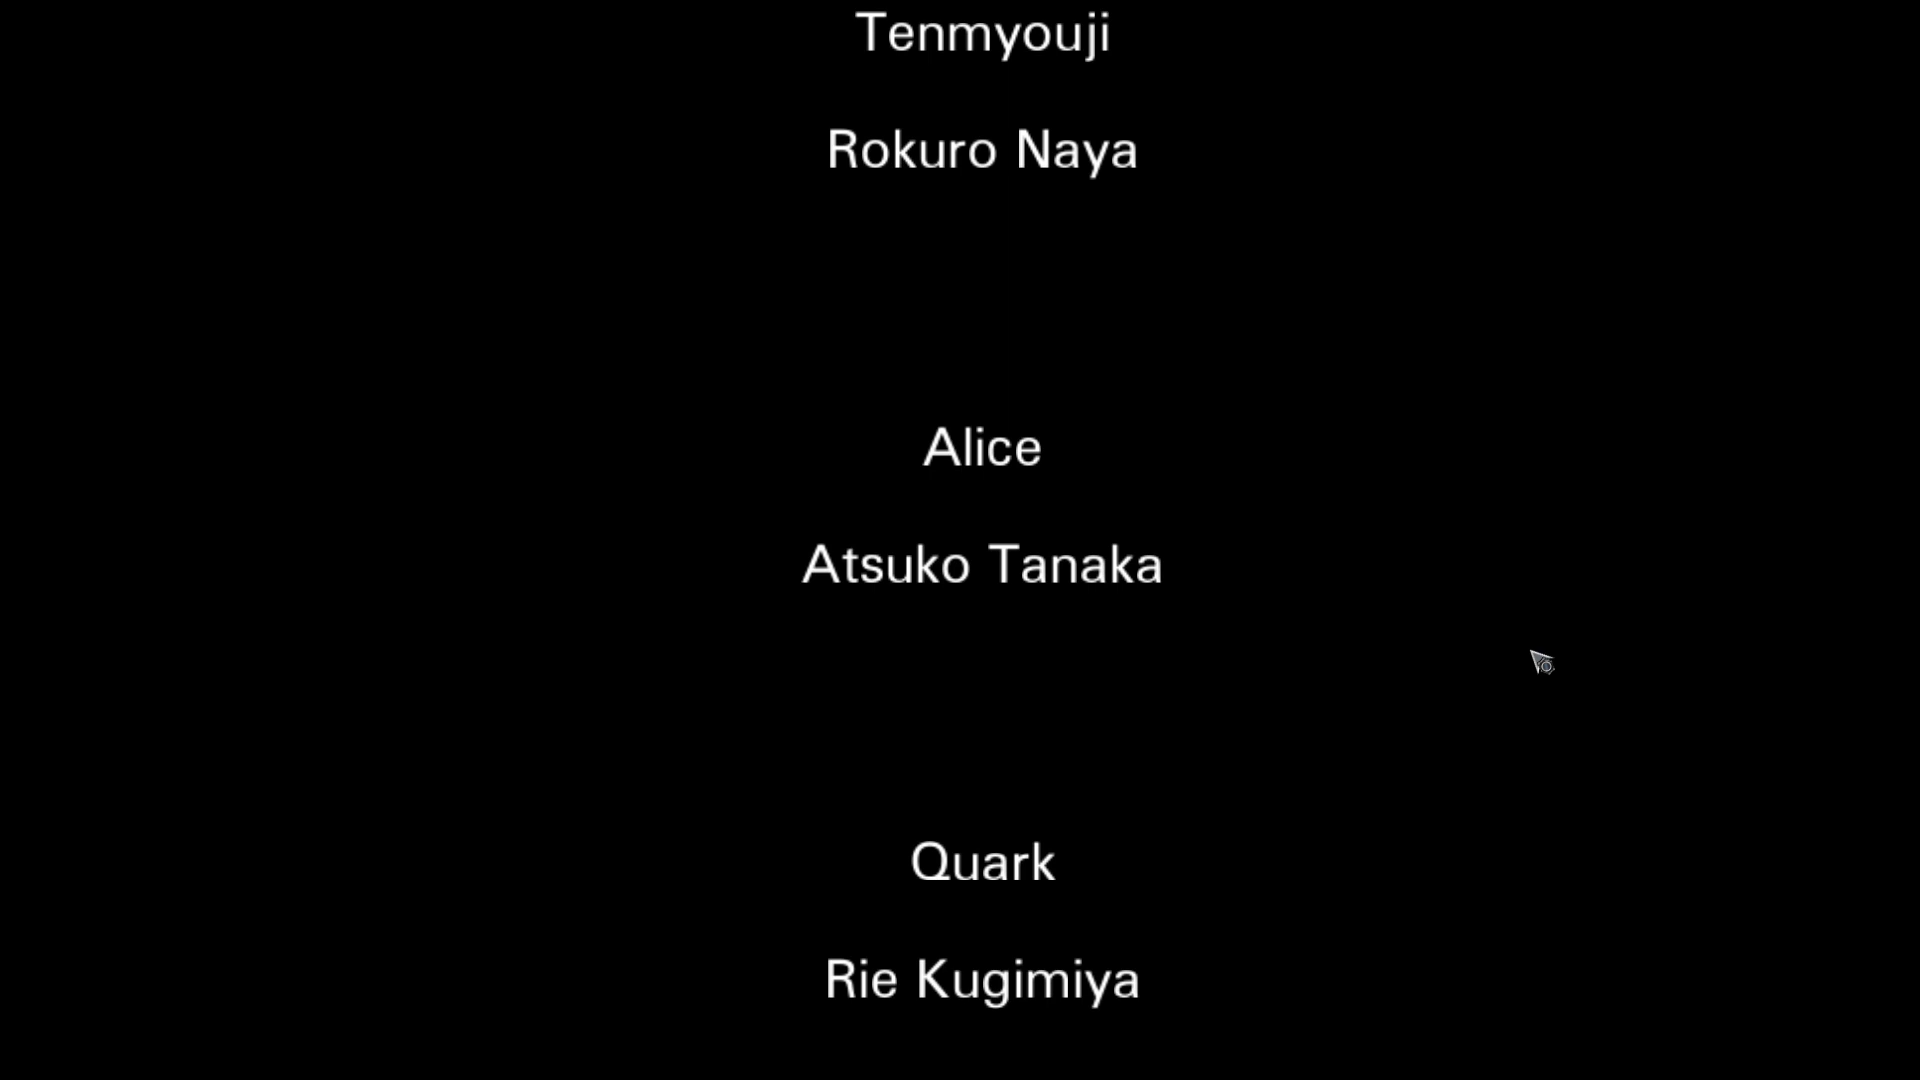 Tenmyouji
Rokuro Naya
Alice
Atsuko Tanaka
Quark
Rie Kugimiya